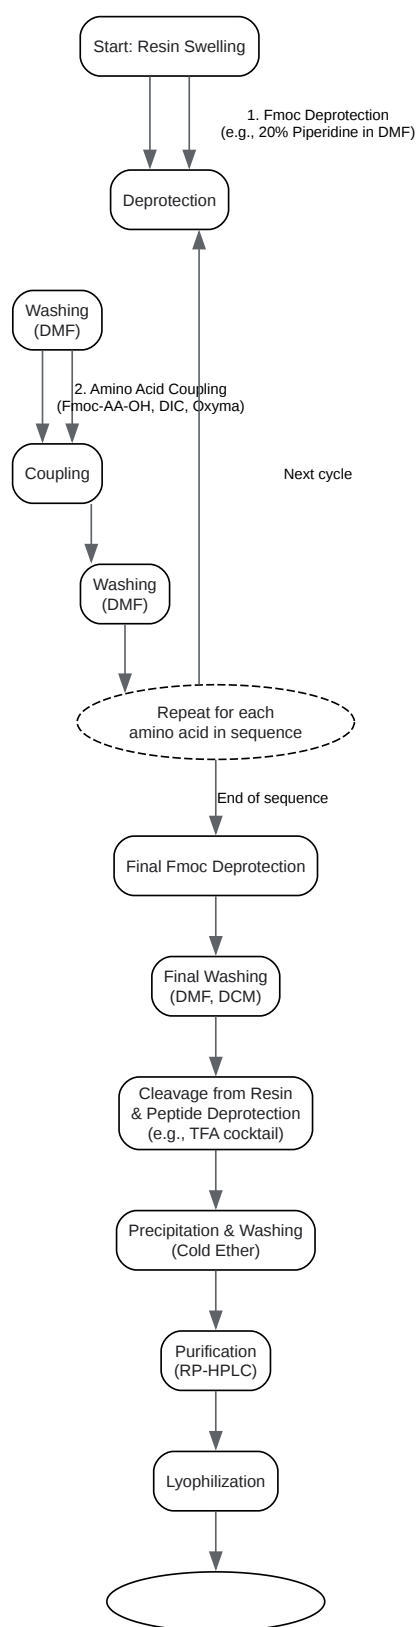 Start: Resin Swelling
1. Fmoc Deprotection
(e.g., 20% Piperidine in DMF)
Deprotection
Washing
(DMF)
2. Amino Acid Coupling
(Fmoc-AA-OH, DIC, Oxyma)
Coupling
Next cycle
Washing
(DMF)
Repeat for each
amino acid in sequence
End of sequence
Final Fmoc Deprotection
Final Washing
(DMF, DCM)
Cleavage from Resin
& Peptide Deprotection
(e.g., TFA cocktail)
Precipitation & Washing
(Cold Ether)
Purification
(RP-HPLC)
Lyophilization